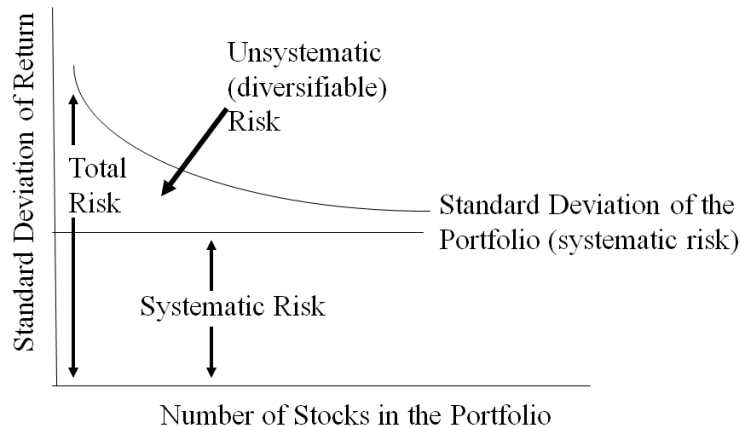 Standard Deviation of Return
Unsystematic
(diversifiable)
Risk
Total
Risk
Standard Deviation of the
Portfolio (systematic risk)
Systematic Risk
Number of Stocks in the Portfolio